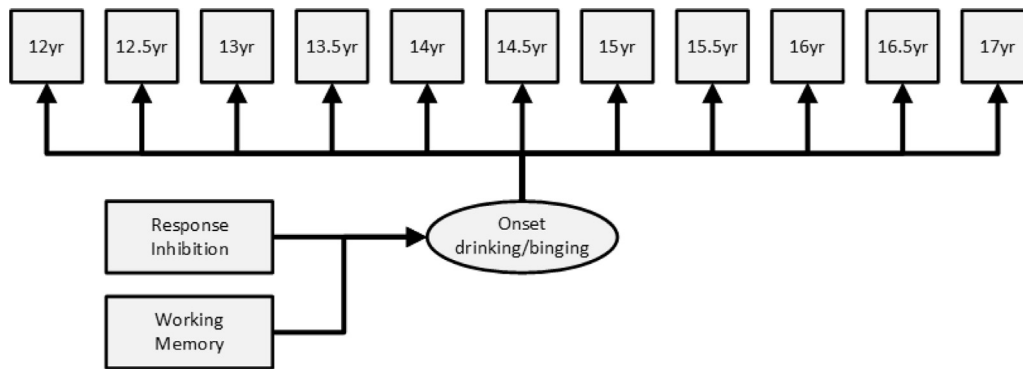 12yr
12.5yr
13yr
13.5yr
14yr
14.5yr
15yr
15.5yr
16yr
16.5yr
17yr
Response
Inhibition
Onset
drinking/binging
Working
Memory